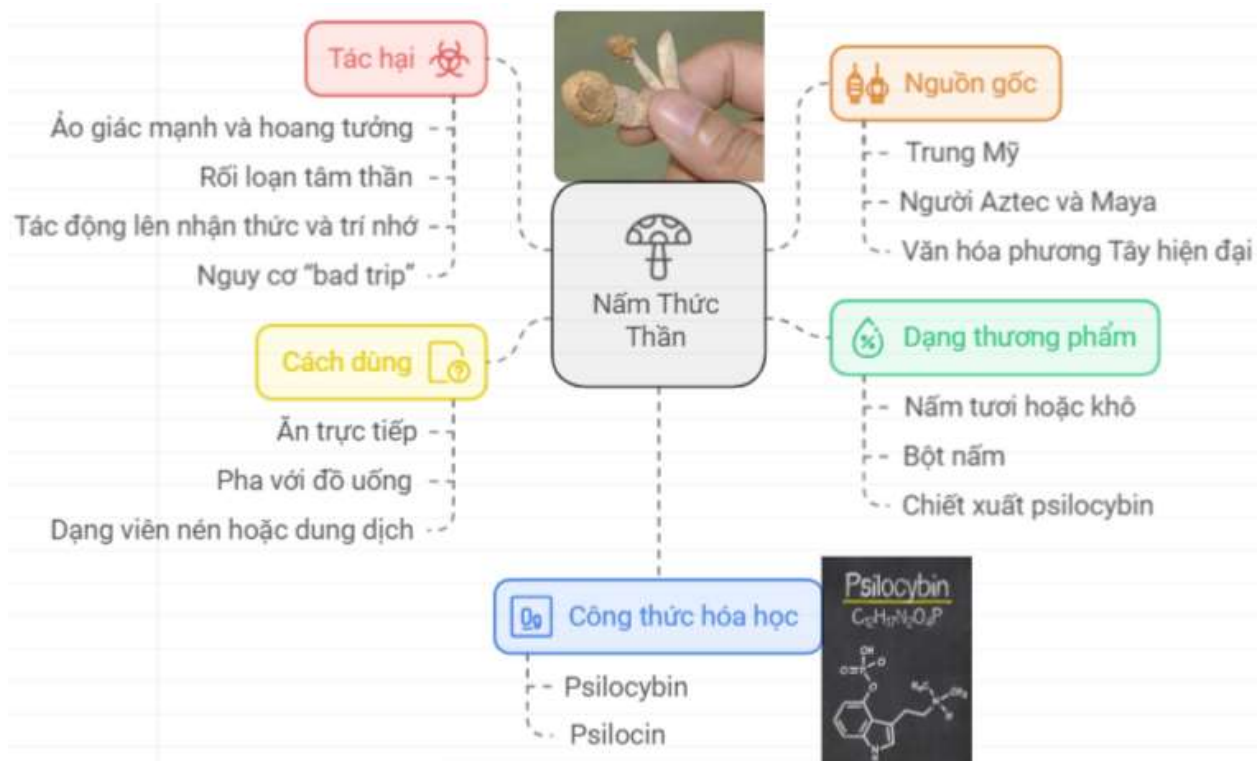 Tác hại
Ảo giác mạnh và hoang tưởng
Rối loạn tâm thần
Tác động lên nhận thức và trí nhớ
Nguy cơ “bad trip”
Cách dùng
Ăn trực tiếp
Pha với đồ uống
Dạng viên nén hoặc dung dịch
Nấm Thức
Thần
Nguồn gốc
Trung Mỹ
Người Aztec và Maya
Văn hóa phương Tây hiện đại
Dạng thương phẩm
Nấm tươi hoặc khô
Bột nấm
Chiết xuất psilocybin
Công thức hóa học
Psilocybin
Psilocin
Psilocybin
C₁₂H₁₇N₂O₄P
OH